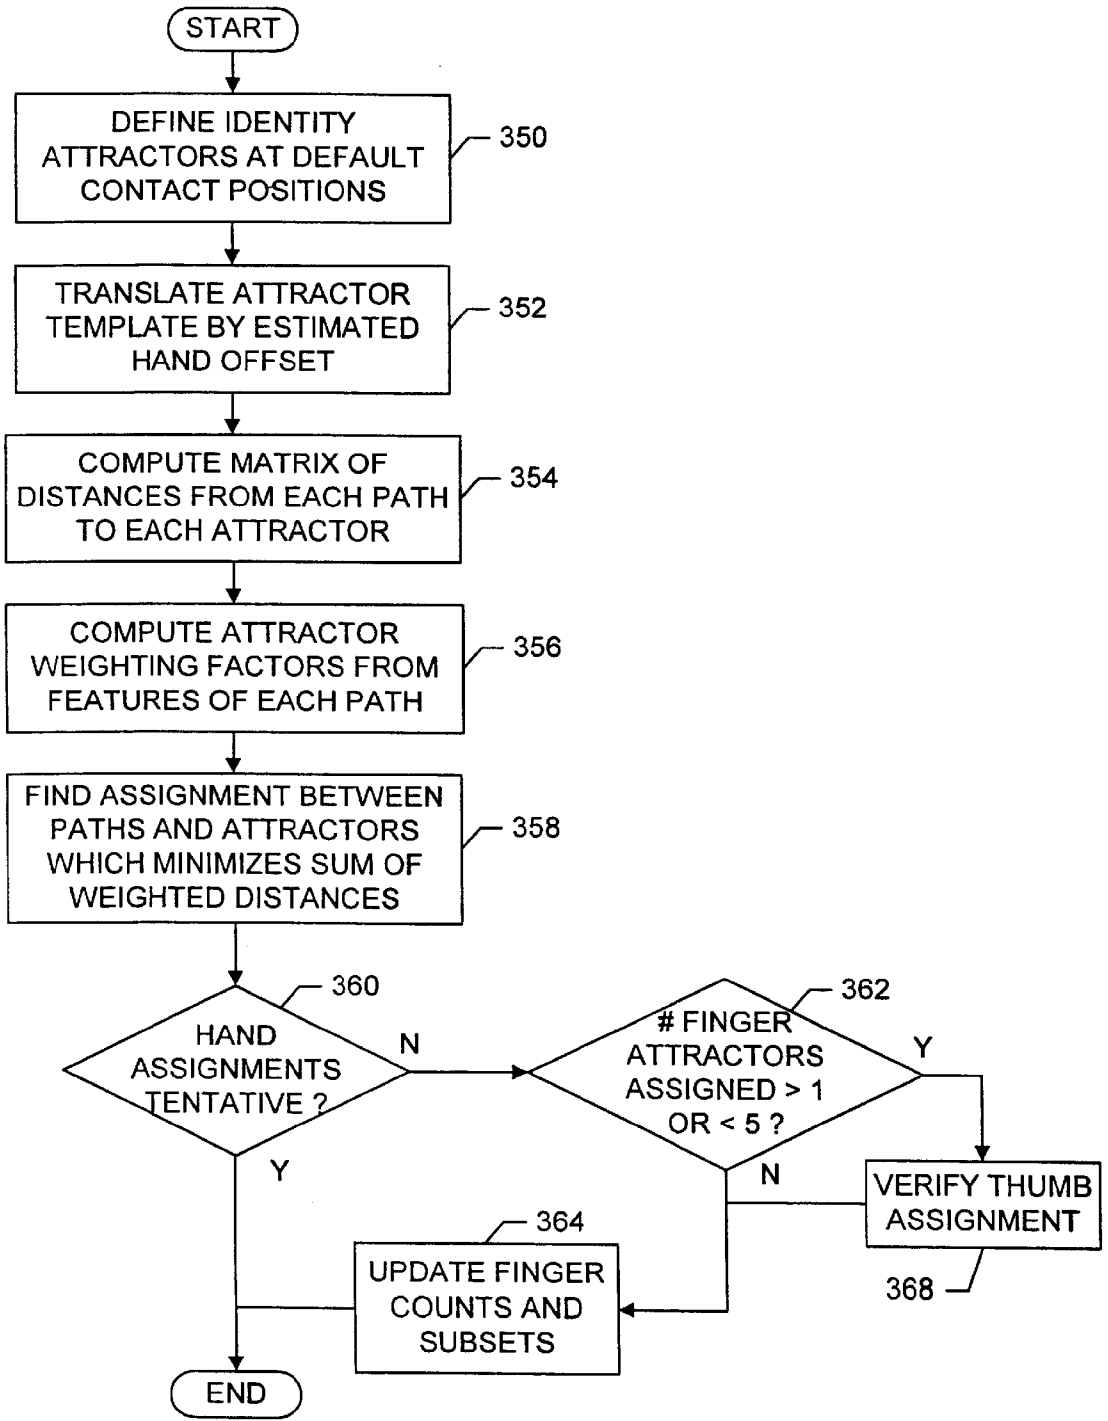 START
DEFINE IDENTITY
ATTRACTORS AT DEFAULT
CONTACT POSITIONS
350
TRANSLATE ATTRACTOR
TEMPLATE BY ESTIMATED
HAND OFFSET
352
COMPUTE MATRIX OF
DISTANCES FROM EACH PATH
TO EACH ATTRACTOR
354
COMPUTE ATTRACTOR
WEIGHTING FACTORS FROM
FEATURES OF EACH PATH
356
FIND ASSIGNMENT BETWEEN
PATHS AND ATTRACTORS
WHICH MINIMIZES SUM OF
WEIGHTED DISTANCES
358
HAND
ASSIGNMENTS
TENTATIVE ?
360
N
Y
# FINGER
ATTRACTORS
ASSIGNED > 1
OR < 5 ?
362
Y
N
VERIFY THUMB
ASSIGNMENT
368
364
UPDATE FINGER
COUNTS AND
SUBSETS
END